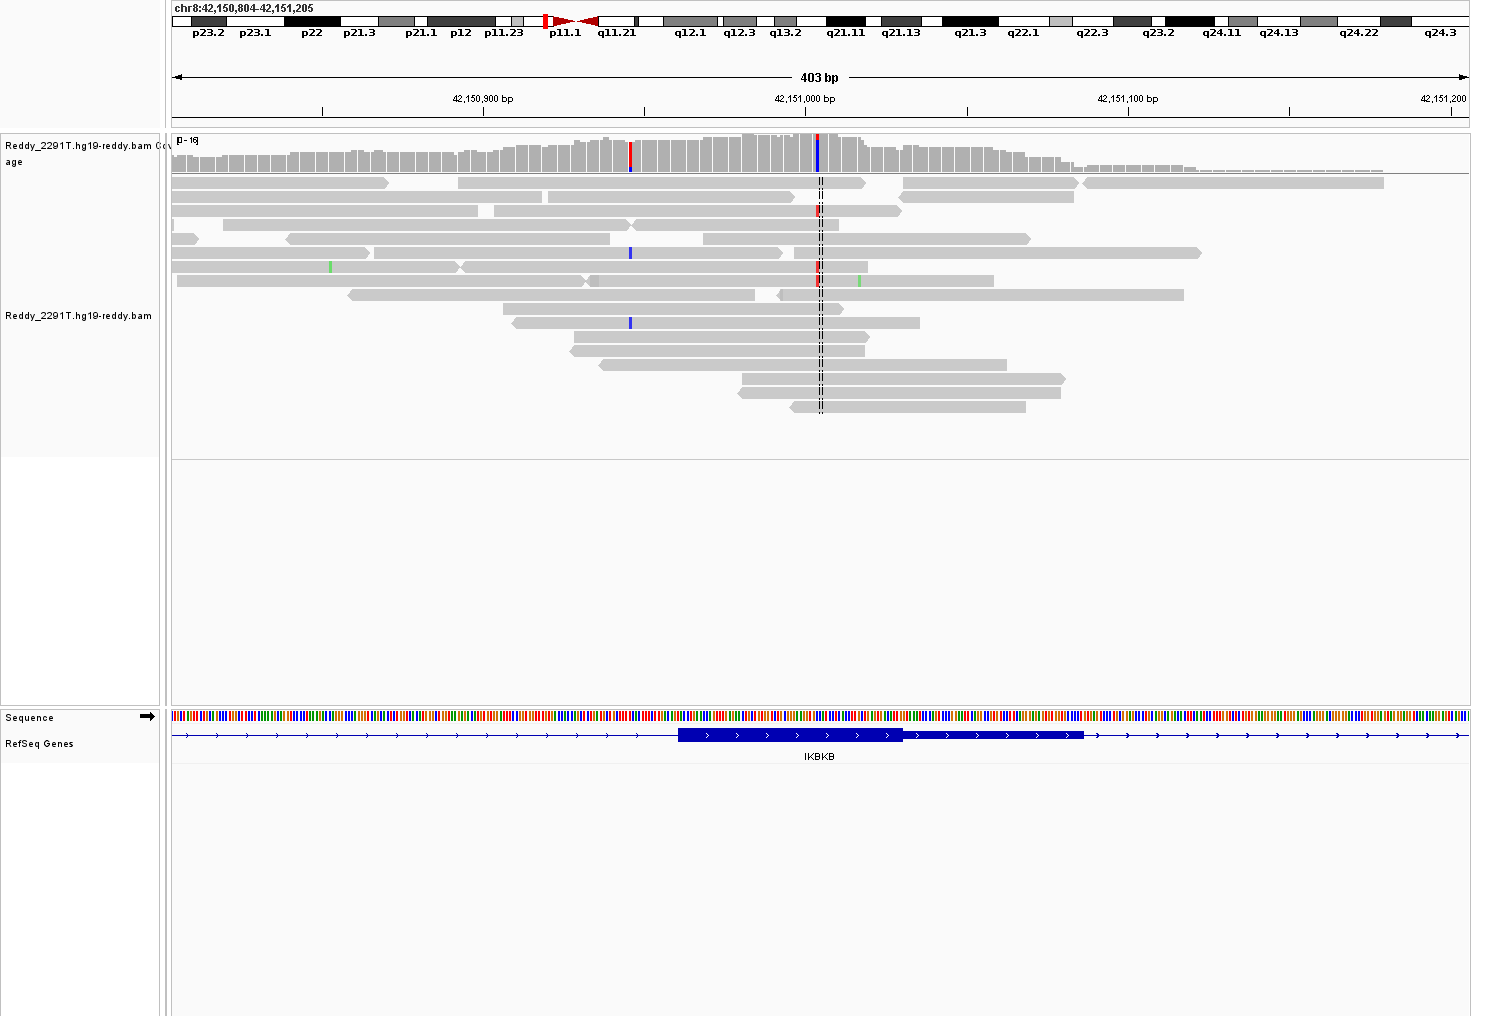 chr8:42,150,804-42,151,205
p23.2 p23.1 p22 p21.3 p21.1 p12 p11.23 p11.1 q11.21 q12.1 q12.3 q13.2 q21.11 q21.13 q21.3 q22.1 q22.3 q23.2 q24.11 q24.13 q24.22 q24.3
403 bp
42,150,900 bp 42,151,000 bp 42,151,100 bp 42,151,200
[0 - 16]
Reddy_2291T.hg19-reddy.bam Cov
age
Reddy_2291T.hg19-reddy.bam
Sequence
RefSeq Genes
IKBKB